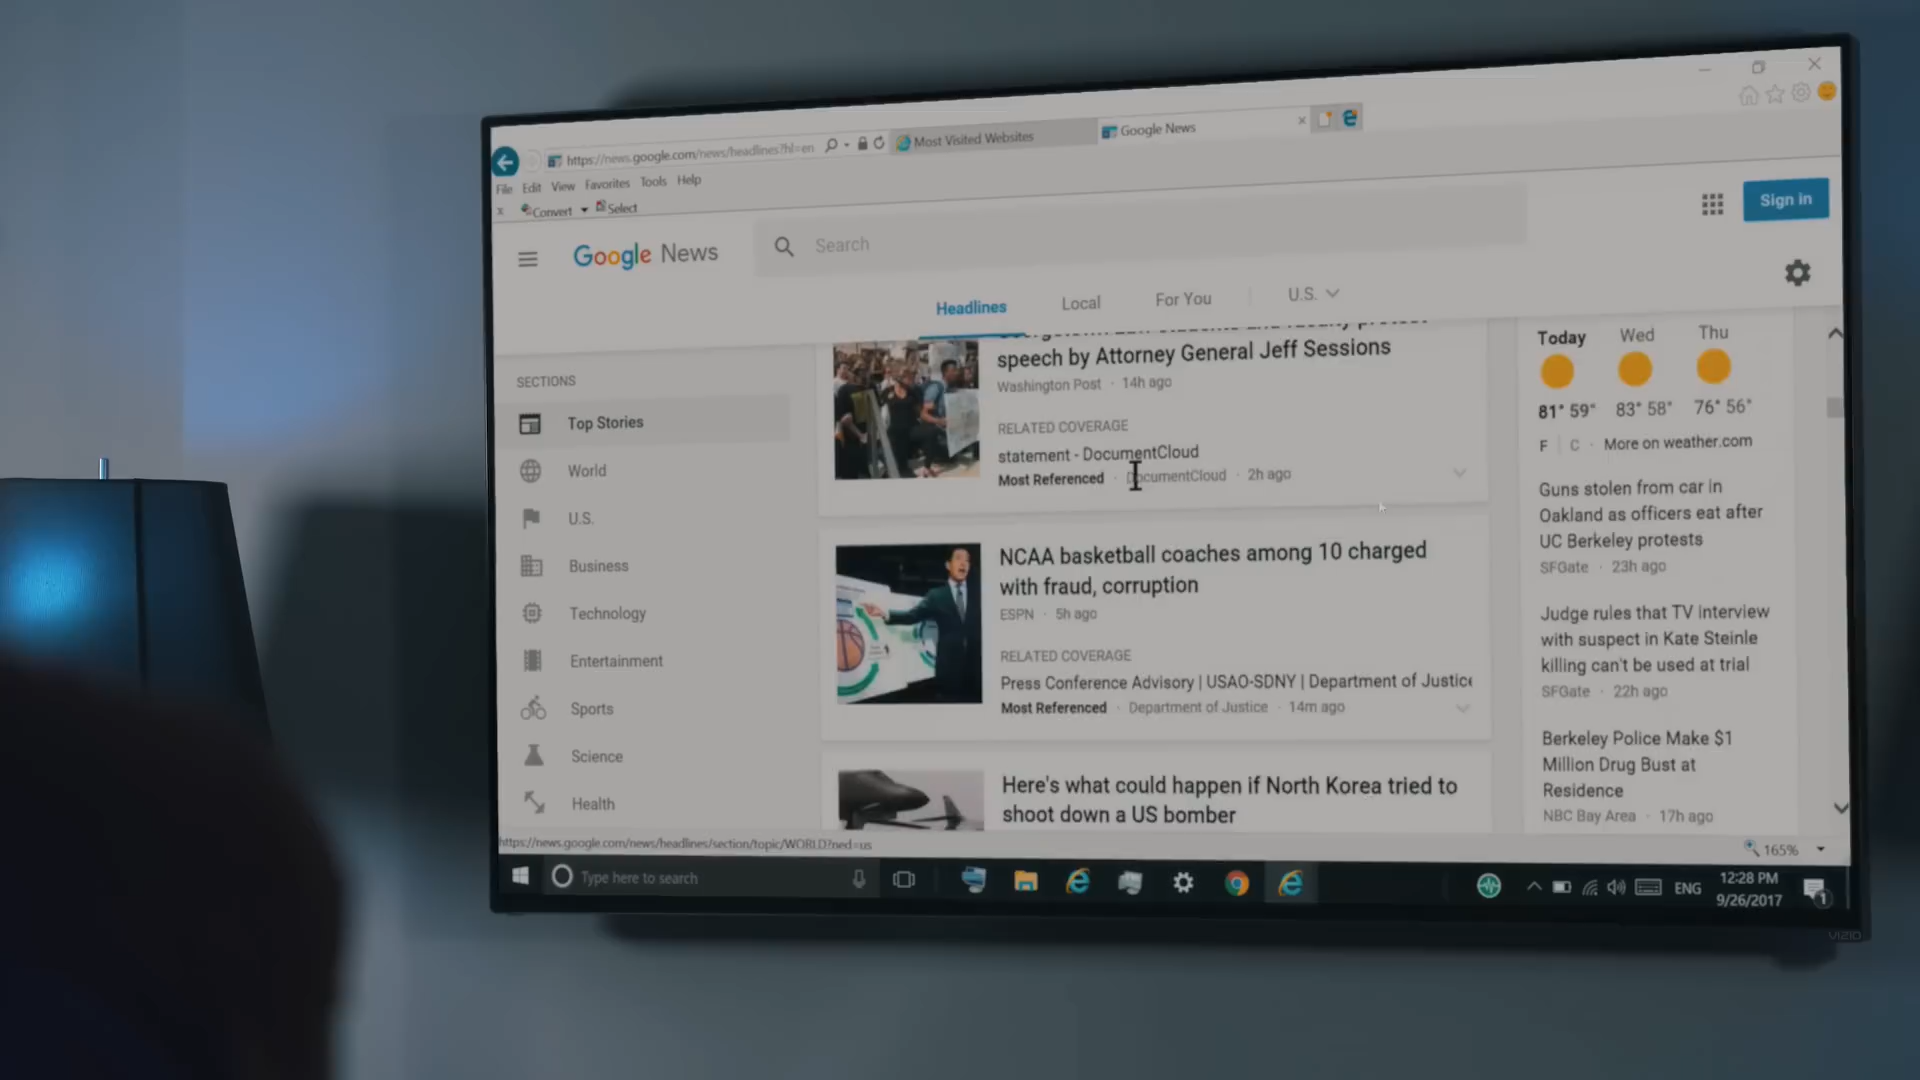 https://news.google.com/news/headlines?hl=en
Most Visited Websites
Google News
File Edit View Favorites Tools Help
x Convert Select
Google News
Search
Sign in
Headlines Local For You U.S.
SECTIONS
Top Stories
World
U.S.
Business
Technology
Entertainment
Sports
Science
Health
speech by Attorney General Jeff Sessions
Washington Post · 14h ago
RELATED COVERAGE
statement - DocumentCloud
Most Referenced · DocumentCloud · 2h ago
NCAA basketball coaches among 10 charged
with fraud, corruption
ESPN · 5h ago
RELATED COVERAGE
Press Conference Advisory | USAO-SDNY | Department of Justice
Most Referenced · Department of Justice · 14m ago
Here's what could happen if North Korea tried to
shoot down a US bomber
Today Wed Thu
81° 59° 83° 58° 76° 56°
F | C · More on weather.com
Guns stolen from car in
Oakland as officers eat after
UC Berkeley protests
SFGate · 23h ago
Judge rules that TV interview
with suspect in Kate Steinle
killing can't be used at trial
SFGate · 22h ago
Berkeley Police Make $1
Million Drug Bust at
Residence
NBC Bay Area · 17h ago
https://news.google.com/news/headlines/section/topic/WORLD?ned=us
165%
Type here to search
ENG
12:28 PM
9/26/2017
1
VIZIO